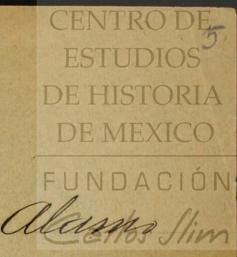 5
CENTRO DE
ESTUDIOS
DE HISTORIA
DE MEXICO
FUNDACIÓN
Carlos Slim